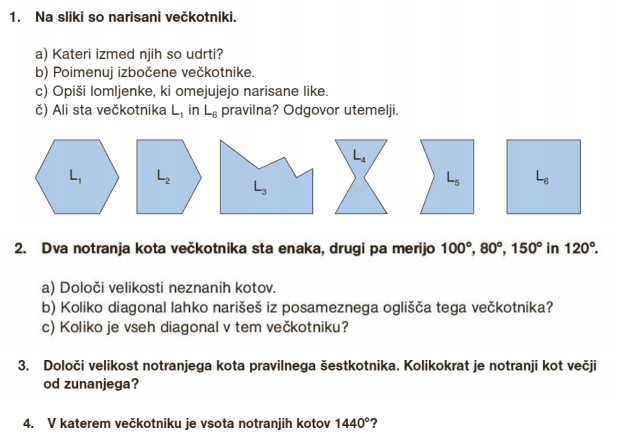 1. Na sliki so narisani večkotniki.
a) Kateri izmed njih so udrti?
b) Poimenuj izbočene večkotnike.
c) Opiši lomljenke, ki omejujejo narisane like.
č) Ali sta večkotnika L₁ in L₆ pravilna? Odgovor utemelji.
L₁ L₂ L₃ L₄ L₅ L₆
2. Dva notranja kota večkotnika sta enaka, drugi pa merijo 100°, 80°, 150° in 120°.
a) Določi velikosti neznanih kotov.
b) Koliko diagonal lahko narišeš iz posameznega oglišča tega večkotnika?
c) Koliko je vseh diagonal v tem večkotniku?
3. Določi velikost notranjega kota pravilnega šestkotnika. Kolikokrat je notranji kot večji
od zunanjega?
4. V katerem večkotniku je vsota notranjih kotov 1440°?